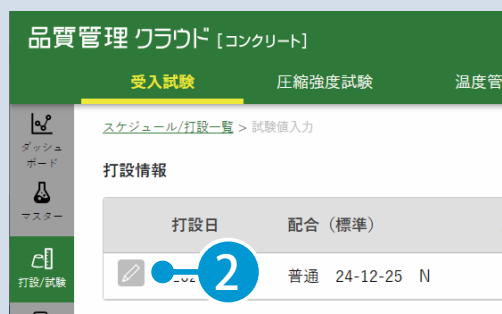 品質管理クラウド [コンクリート]
受入試験 圧縮強度試験 温度管
ダッシュ
ボード
スケジュール/打設一覧 > 試験値入力
打設情報
マスター
打設日 配合（標準）
打設/試験
2 普通 24-12-25 N